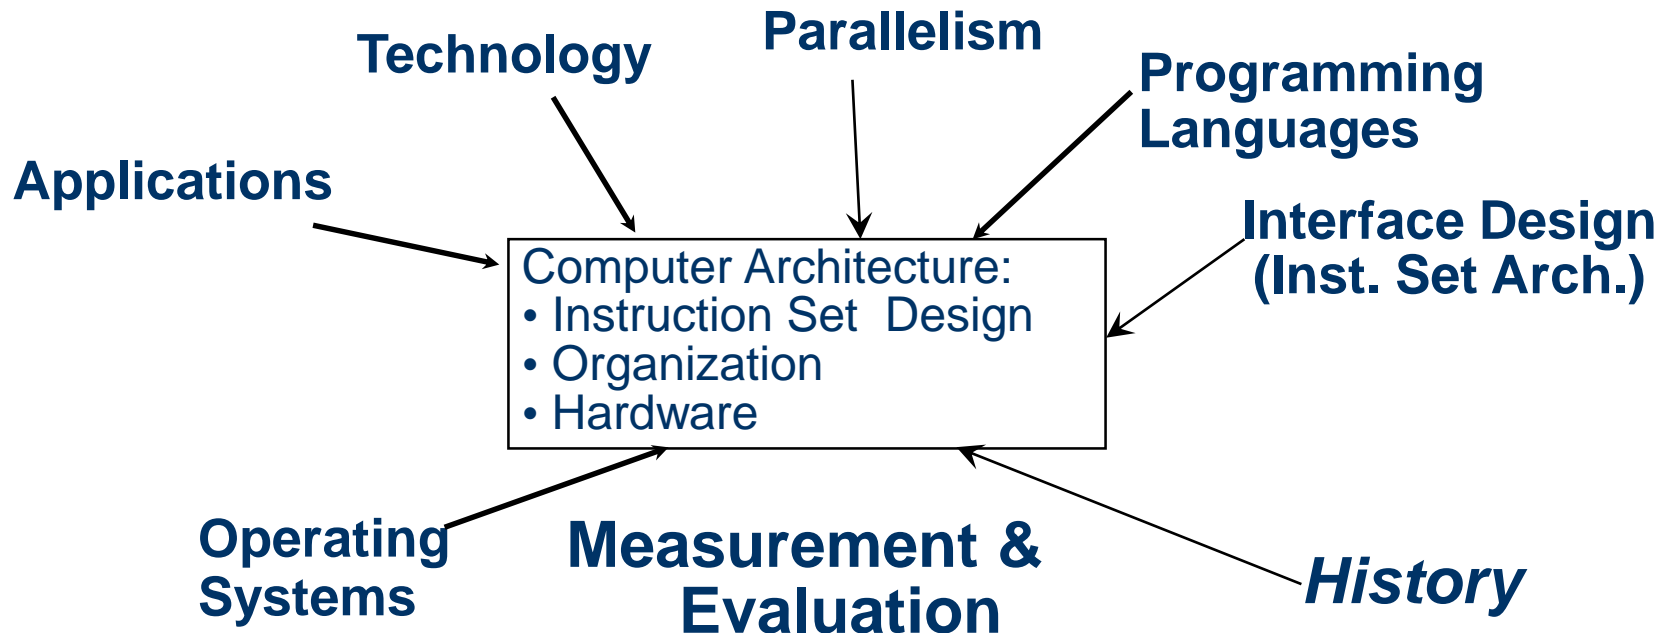 Parallelism
Technology
Programming
Languages
Applications
Interface Design
(Inst. Set Arch.)
Computer Architecture:
• Instruction Set Design
• Organization
• Hardware
Operating
Systems
Measurement &
Evaluation
History